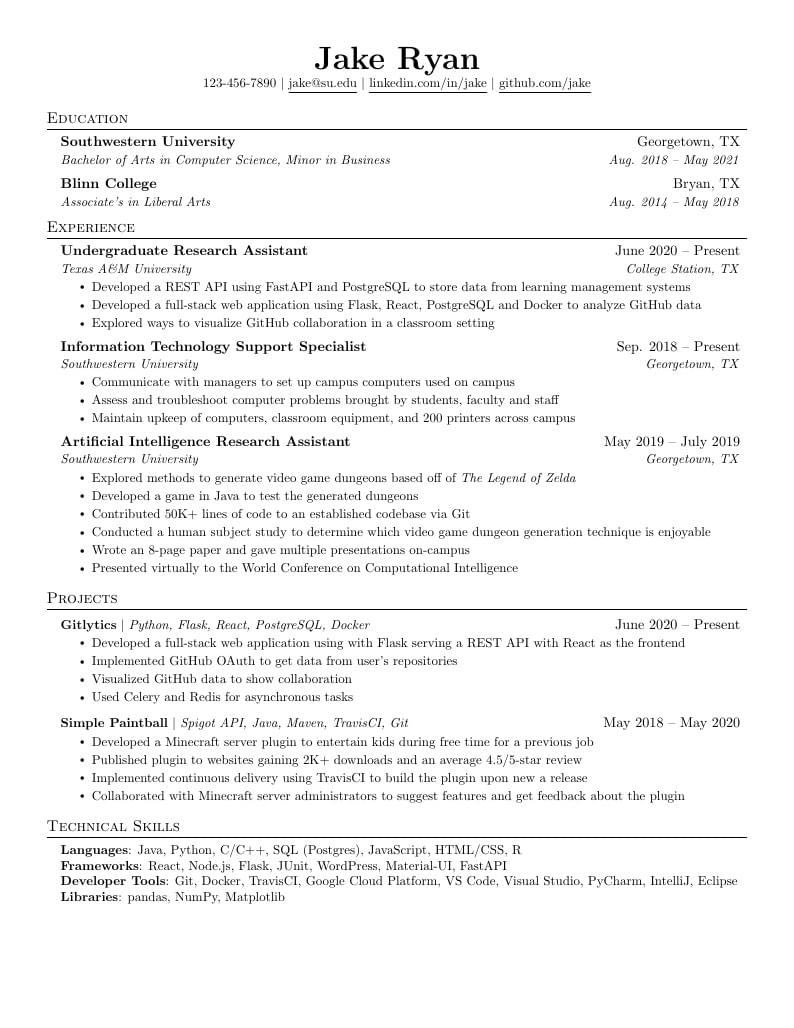 Jake Ryan
123-456-7890 | jake@su.edu | linkedin.com/in/jake | github.com/jake
Education
Southwestern University Georgetown, TX
Bachelor of Arts in Computer Science, Minor in Business Aug. 2018 – May 2021
Blinn College Bryan, TX
Associate's in Liberal Arts Aug. 2014 – May 2018
Experience
Undergraduate Research Assistant June 2020 – Present
Texas A&M University College Station, TX
• Developed a REST API using FastAPI and PostgreSQL to store data from learning management systems
• Developed a full-stack web application using Flask, React, PostgreSQL and Docker to analyze GitHub data
• Explored ways to visualize GitHub collaboration in a classroom setting
Information Technology Support Specialist Sep. 2018 – Present
Southwestern University Georgetown, TX
• Communicate with managers to set up campus computers used on campus
• Assess and troubleshoot computer problems brought by students, faculty and staff
• Maintain upkeep of computers, classroom equipment, and 200 printers across campus
Artificial Intelligence Research Assistant May 2019 – July 2019
Southwestern University Georgetown, TX
• Explored methods to generate video game dungeons based off of The Legend of Zelda
• Developed a game in Java to test the generated dungeons
• Contributed 50K+ lines of code to an established codebase via Git
• Conducted a human subject study to determine which video game dungeon generation technique is enjoyable
• Wrote an 8-page paper and gave multiple presentations on-campus
• Presented virtually to the World Conference on Computational Intelligence
Projects
Gitlytics | Python, Flask, React, PostgreSQL, Docker June 2020 – Present
• Developed a full-stack web application using with Flask serving a REST API with React as the frontend
• Implemented GitHub OAuth to get data from user's repositories
• Visualized GitHub data to show collaboration
• Used Celery and Redis for asynchronous tasks
Simple Paintball | Spigot API, Java, Maven, TravisCI, Git May 2018 – May 2020
• Developed a Minecraft server plugin to entertain kids during free time for a previous job
• Published plugin to websites gaining 2K+ downloads and an average 4.5/5-star review
• Implemented continuous delivery using TravisCI to build the plugin upon new a release
• Collaborated with Minecraft server administrators to suggest features and get feedback about the plugin
Technical Skills
Languages: Java, Python, C/C++, SQL (Postgres), JavaScript, HTML/CSS, R
Frameworks: React, Node.js, Flask, JUnit, WordPress, Material-UI, FastAPI
Developer Tools: Git, Docker, TravisCI, Google Cloud Platform, VS Code, Visual Studio, PyCharm, IntelliJ, Eclipse
Libraries: pandas, NumPy, Matplotlib